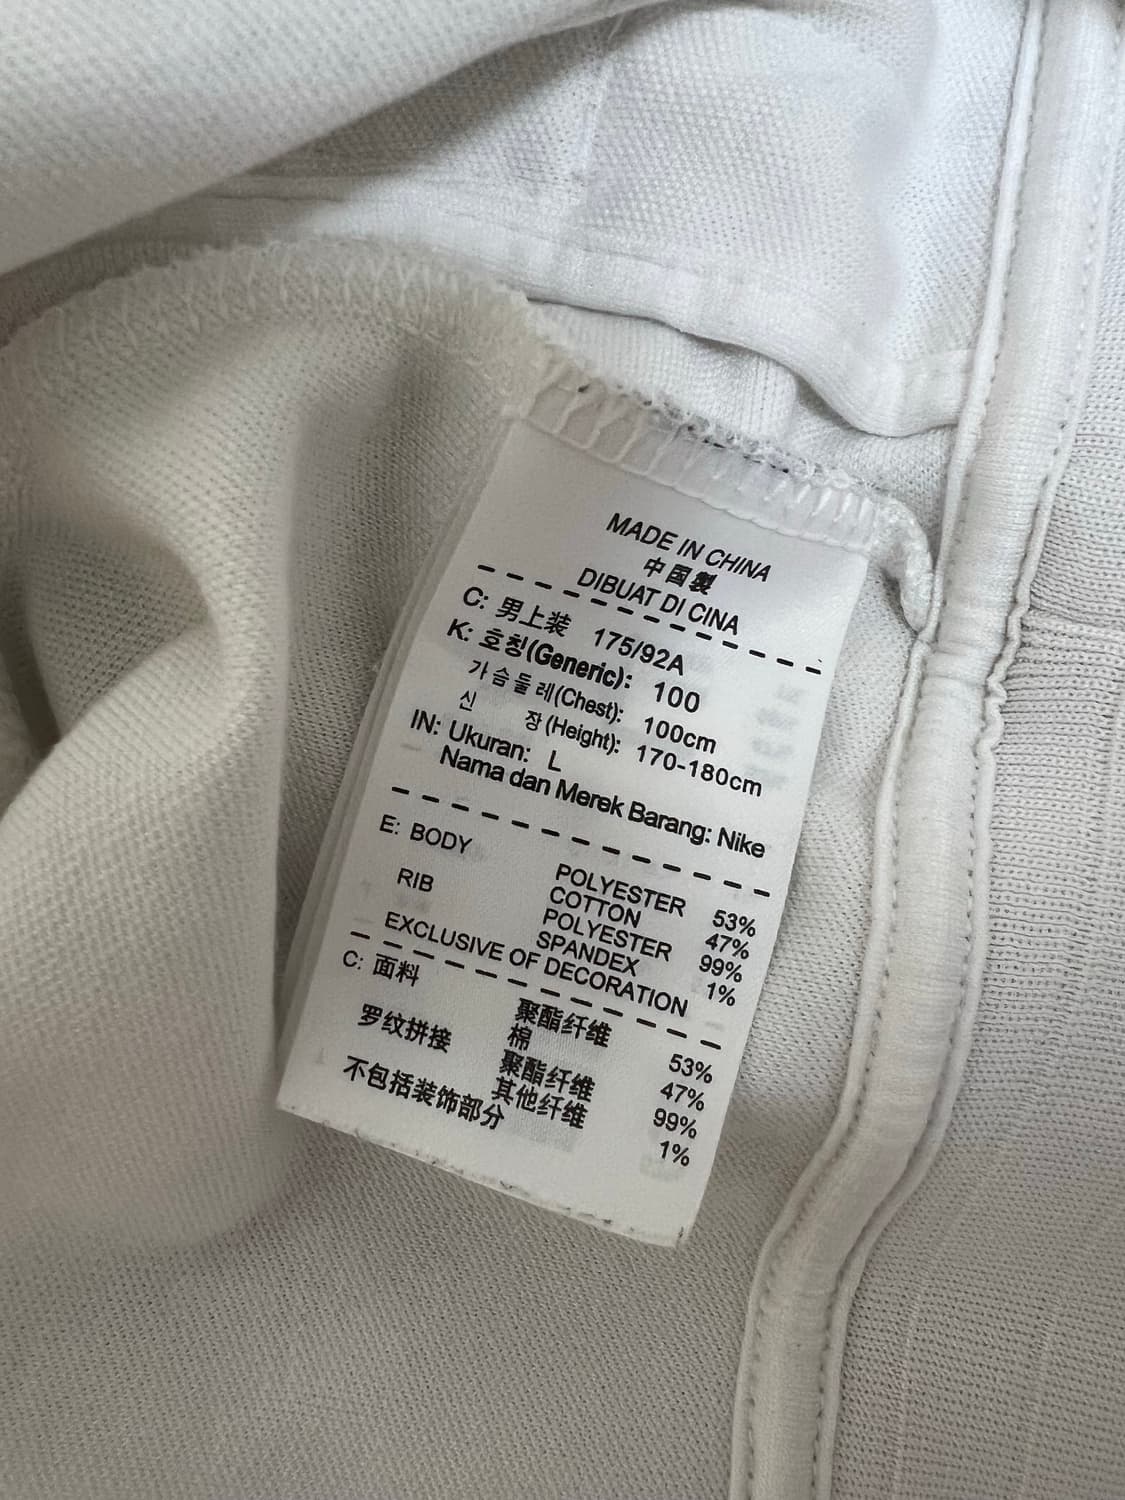 MADE IN CHINA
中国製
DIBUAT DI CINA
C: 男上装 175/92A
K: 호칭(Generic): 100
가슴둘레(Chest): 100cm
신 장(Height): 170-180cm
IN: Ukuran: L
Nama dan Merek Barang: Nike
E: BODY
POLYESTER 53%
COTTON 47%
RIB
POLYESTER 99%
SPANDEX 1%
EXCLUSIVE OF DECORATION
C: 面料
聚酯纤维 53%
棉 47%
罗纹拼接
聚酯纤维 99%
其他纤维 1%
不包括装饰部分